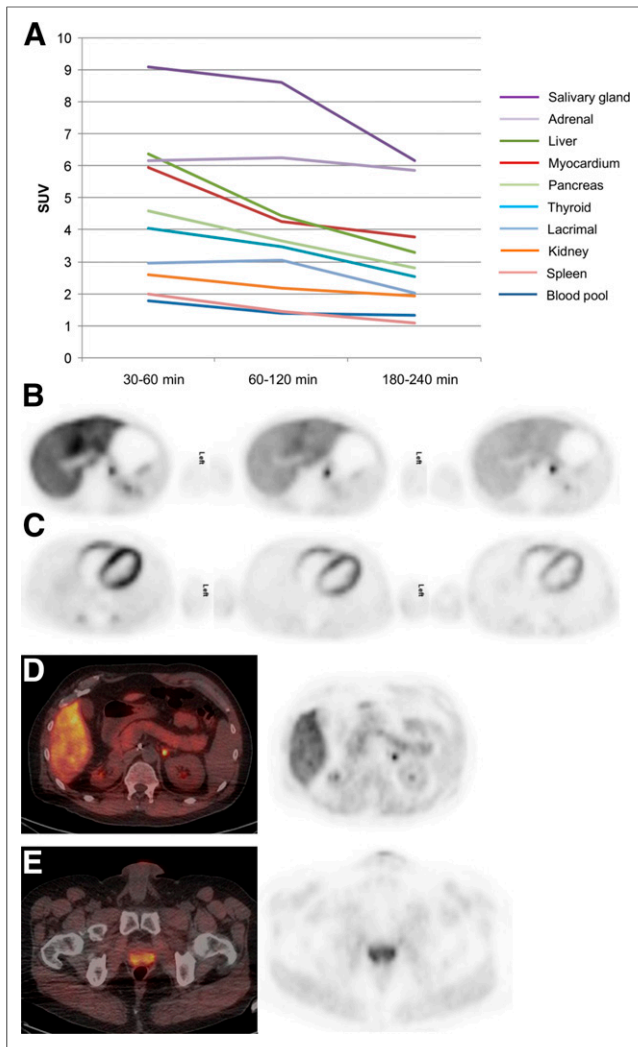 A
SUV
10
9
8
7
6
5
4
3
2
1
0
30-60 min
60-120 min
180-240 min
Salivary gland
Adrenal
Liver
Myocardium
Pancreas
Thyroid
Lacrimal
Kidney
Spleen
Blood pool
B
Left
Left
C
Left
Left
D
E